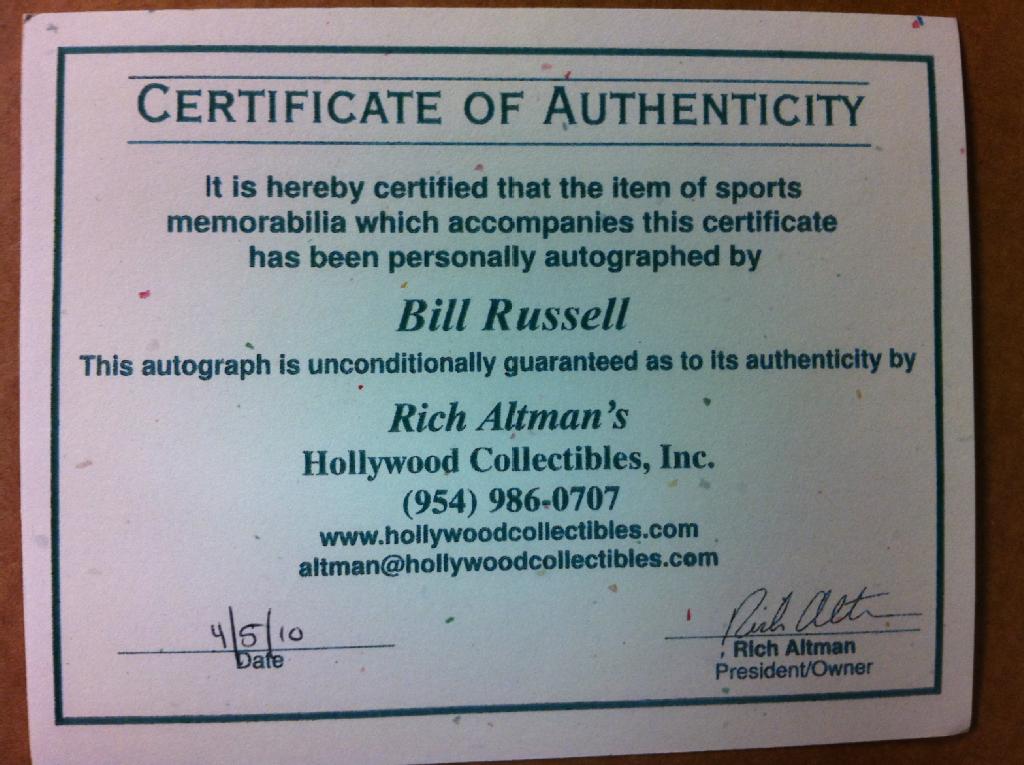 CERTIFICATE OF AUTHENTICITY
It is hereby certified that the item of sports
memorabilia which accompanies this certificate
has been personally autographed by
Bill Russell
This autograph is unconditionally guaranteed as to its authenticity by
Rich Altman's
Hollywood Collectibles, Inc.
(954) 986-0707
www.hollywoodcollectibles.com
altman@hollywoodcollectibles.com
4/5/10
Date
Rich Alt
Rich Altman
President/Owner